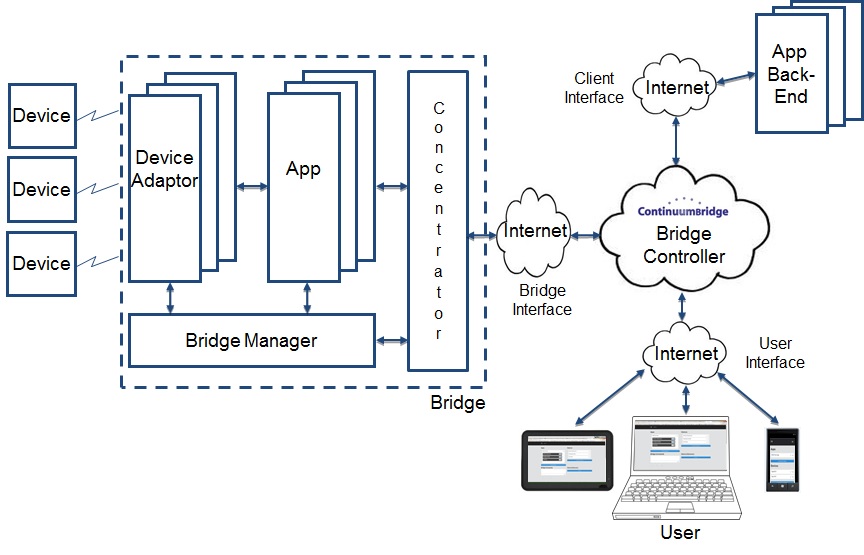 App
Back-
End
Client
Interface
Internet
Device
Device
Device
Device
Adaptor
App
Concentrator
Bridge Manager
Bridge
Internet
Bridge
Interface
ContinuumBridge
Bridge
Controller
Internet
User
Interface
User